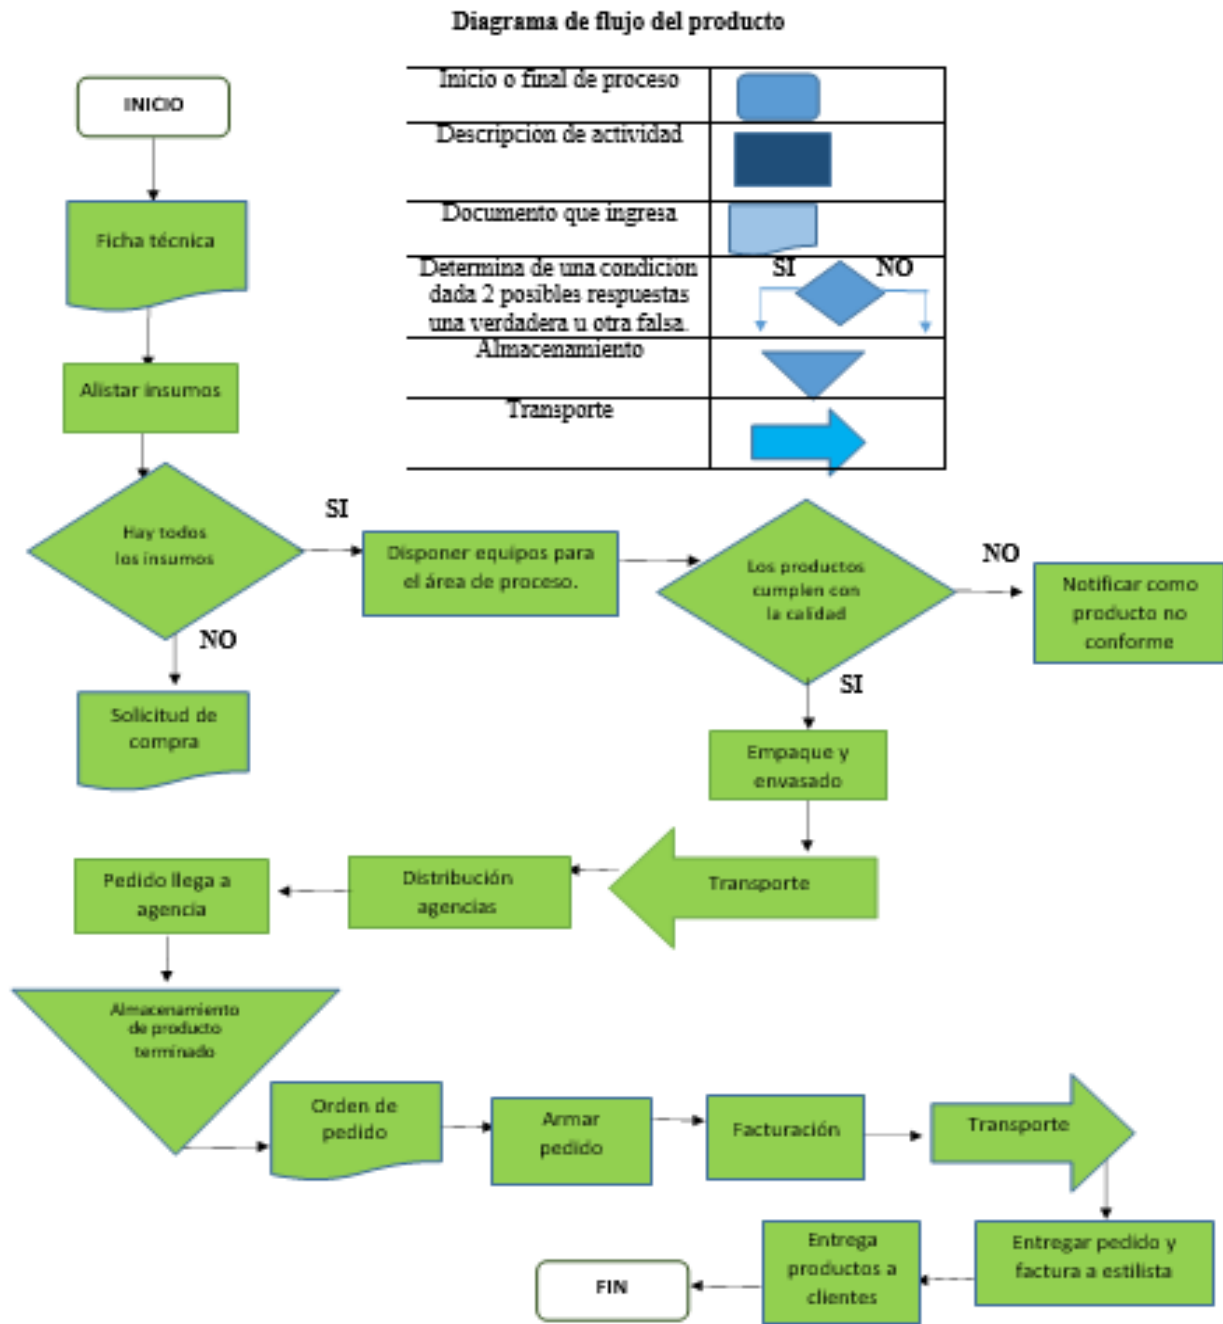 Diagrama de flujo del producto
INICIO
Inicio o final de proceso
Descripción de actividad
Documento que ingresa
Determina de una condición
dada 2 posibles respuestas
una verdadera u otra falsa.
SI
NO
Almacenamiento
Transporte
Ficha técnica
Alistar insumos
Hay todos
los insumos
SI
NO
Disponer equipos para
el área de proceso.
Los productos
cumplen con
la calidad
NO
SI
Notificar como
producto no
conforme
Solicitud de
compra
Empaque y
envasado
Transporte
Distribución
agencias
Pedido llega a
agencia
Almacenamiento
de producto
terminado
Orden de
pedido
Armar
pedido
Facturación
Transporte
Entregar pedido y
factura a estilista
Entrega
productos a
clientes
FIN